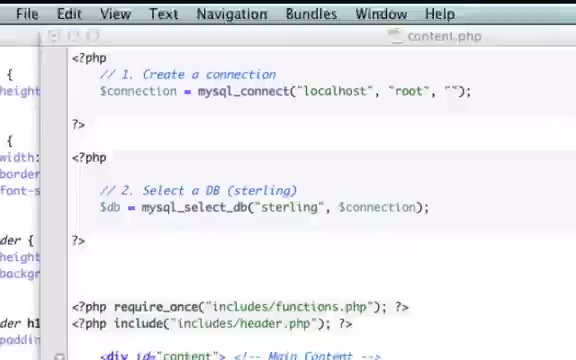 File Edit View Text Navigation Bundles Window Help
content.php
<?php
{ // 1. Create a connection
height $connection = mysql_connect("localhost", "root", "");
?>
{
width: <?php
border
font-s // 2. Select a DB (sterling)
$db = mysql_select_db("sterling", $connection);
der { ?>
height
backgr
<?php require_once("includes/functions.php"); ?>
der h1 <?php include("includes/header.php"); ?>
paddin
<div id="content"> <!-- Main Content -->